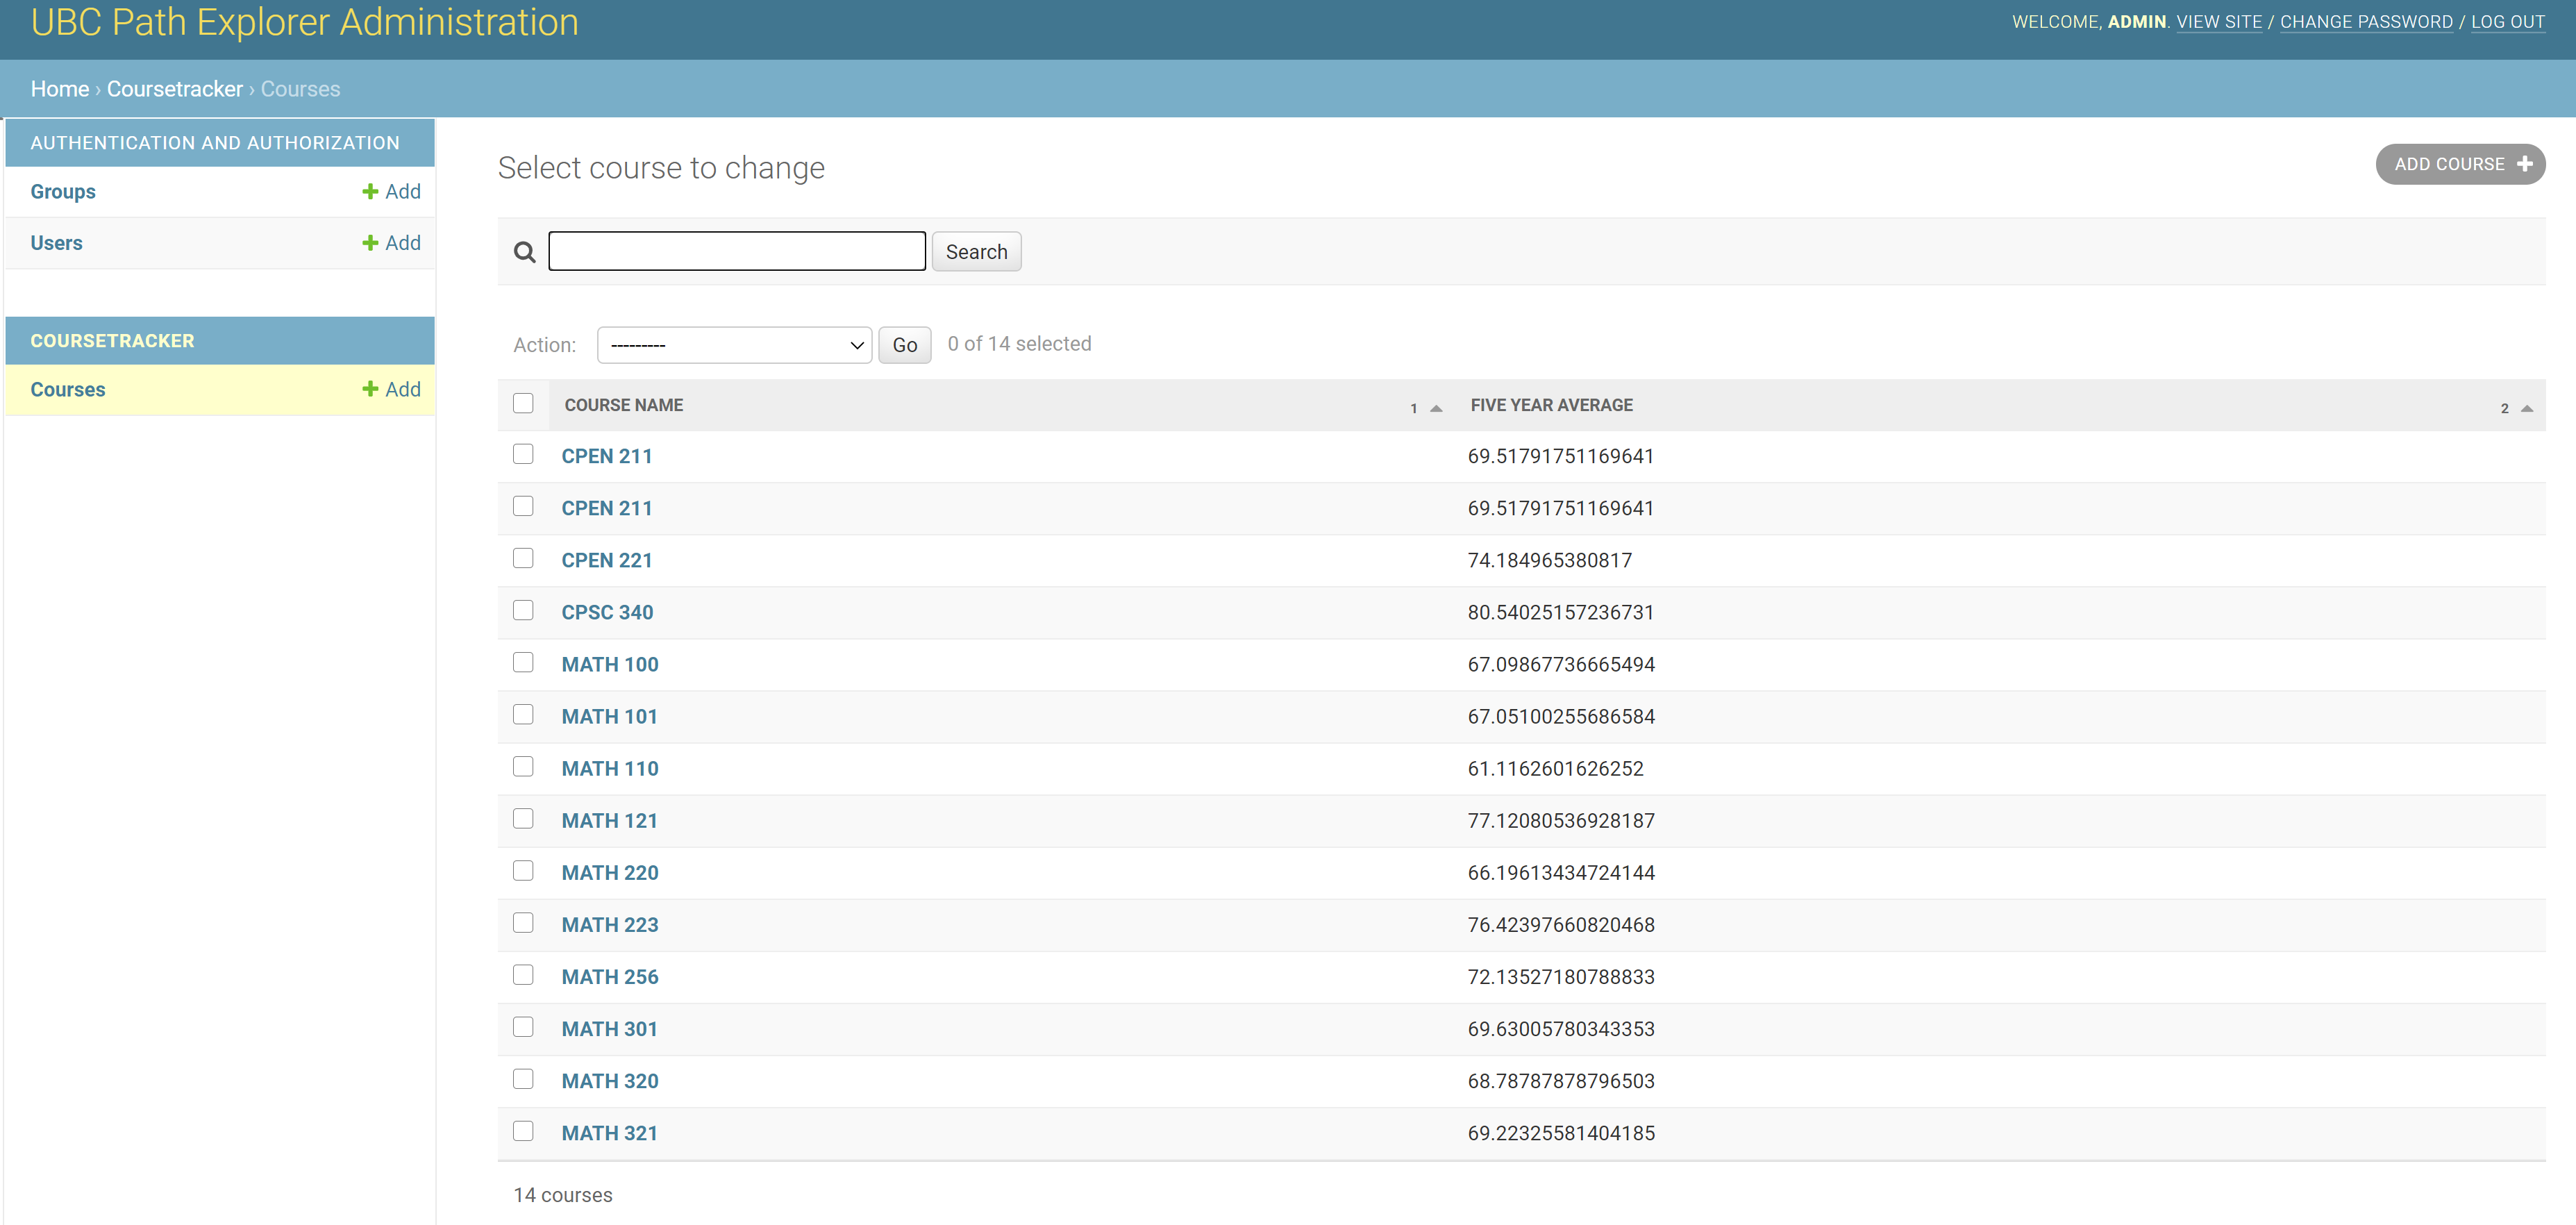 UBC Path Explorer Administration
WELCOME, ADMIN. VIEW SITE / CHANGE PASSWORD / LOG OUT
Home › Coursetracker › Courses
AUTHENTICATION AND AUTHORIZATION
Groups + Add
Users + Add
COURSETRACKER
Courses + Add
Select course to change
ADD COURSE +
Search
Action: --------- Go 0 of 14 selected
COURSE NAME 1 FIVE YEAR AVERAGE 2
CPEN 211 69.51791751169641
CPEN 211 69.51791751169641
CPEN 221 74.184965380817
CPSC 340 80.54025157236731
MATH 100 67.09867736665494
MATH 101 67.05100255686584
MATH 110 61.1162601626252
MATH 121 77.12080536928187
MATH 220 66.19613434724144
MATH 223 76.42397660820468
MATH 256 72.13527180788833
MATH 301 69.63005780343353
MATH 320 68.78787878796503
MATH 321 69.22325581404185
14 courses